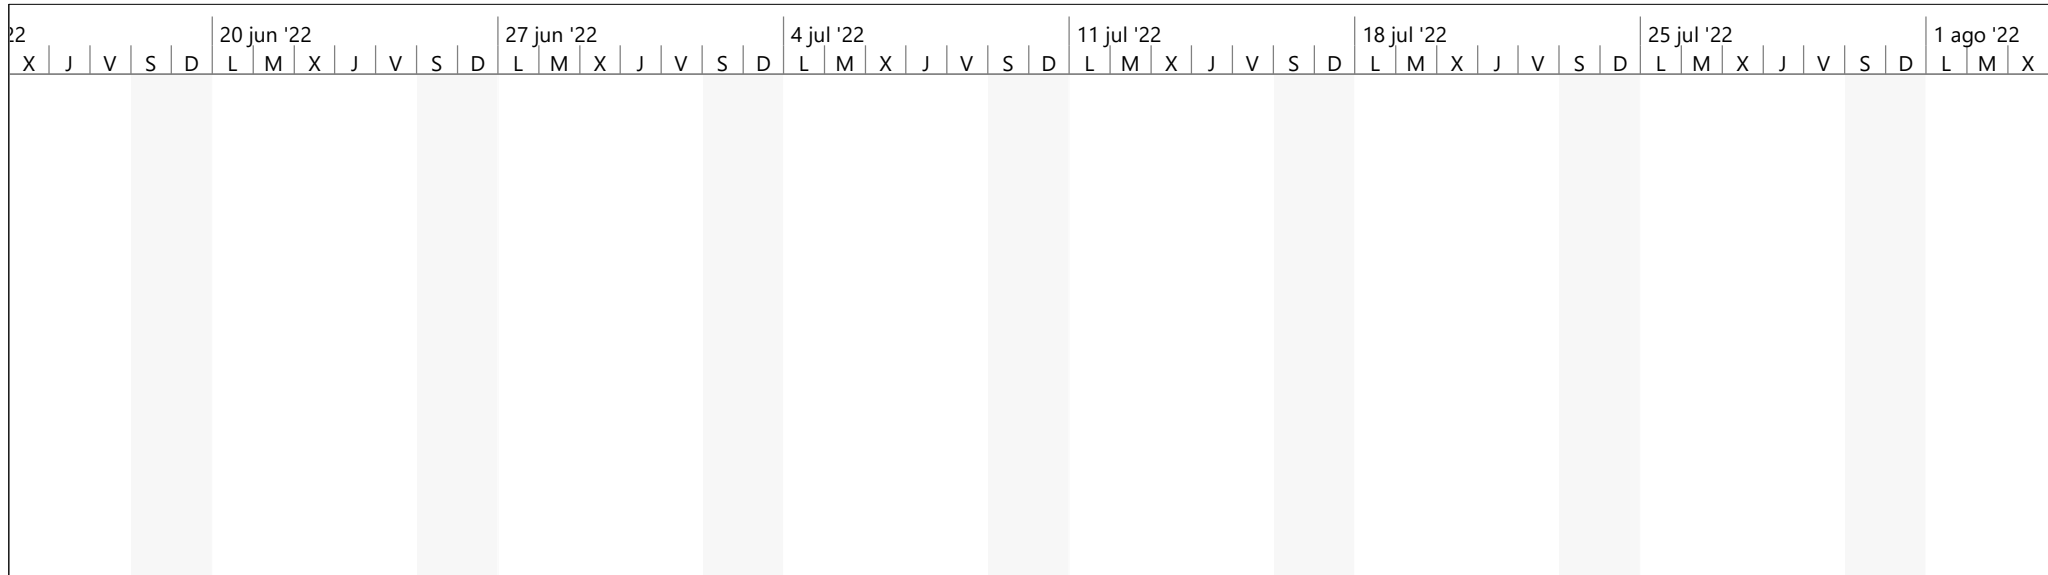 22 20 jun '22 27 jun '22 4 jul '22 11 jul '22 18 jul '22 25 jul '22 1 ago '22
X J V S D L M X J V S D L M X J V S D L M X J V S D L M X J V S D L M X J V S D L M X J V S D L M X